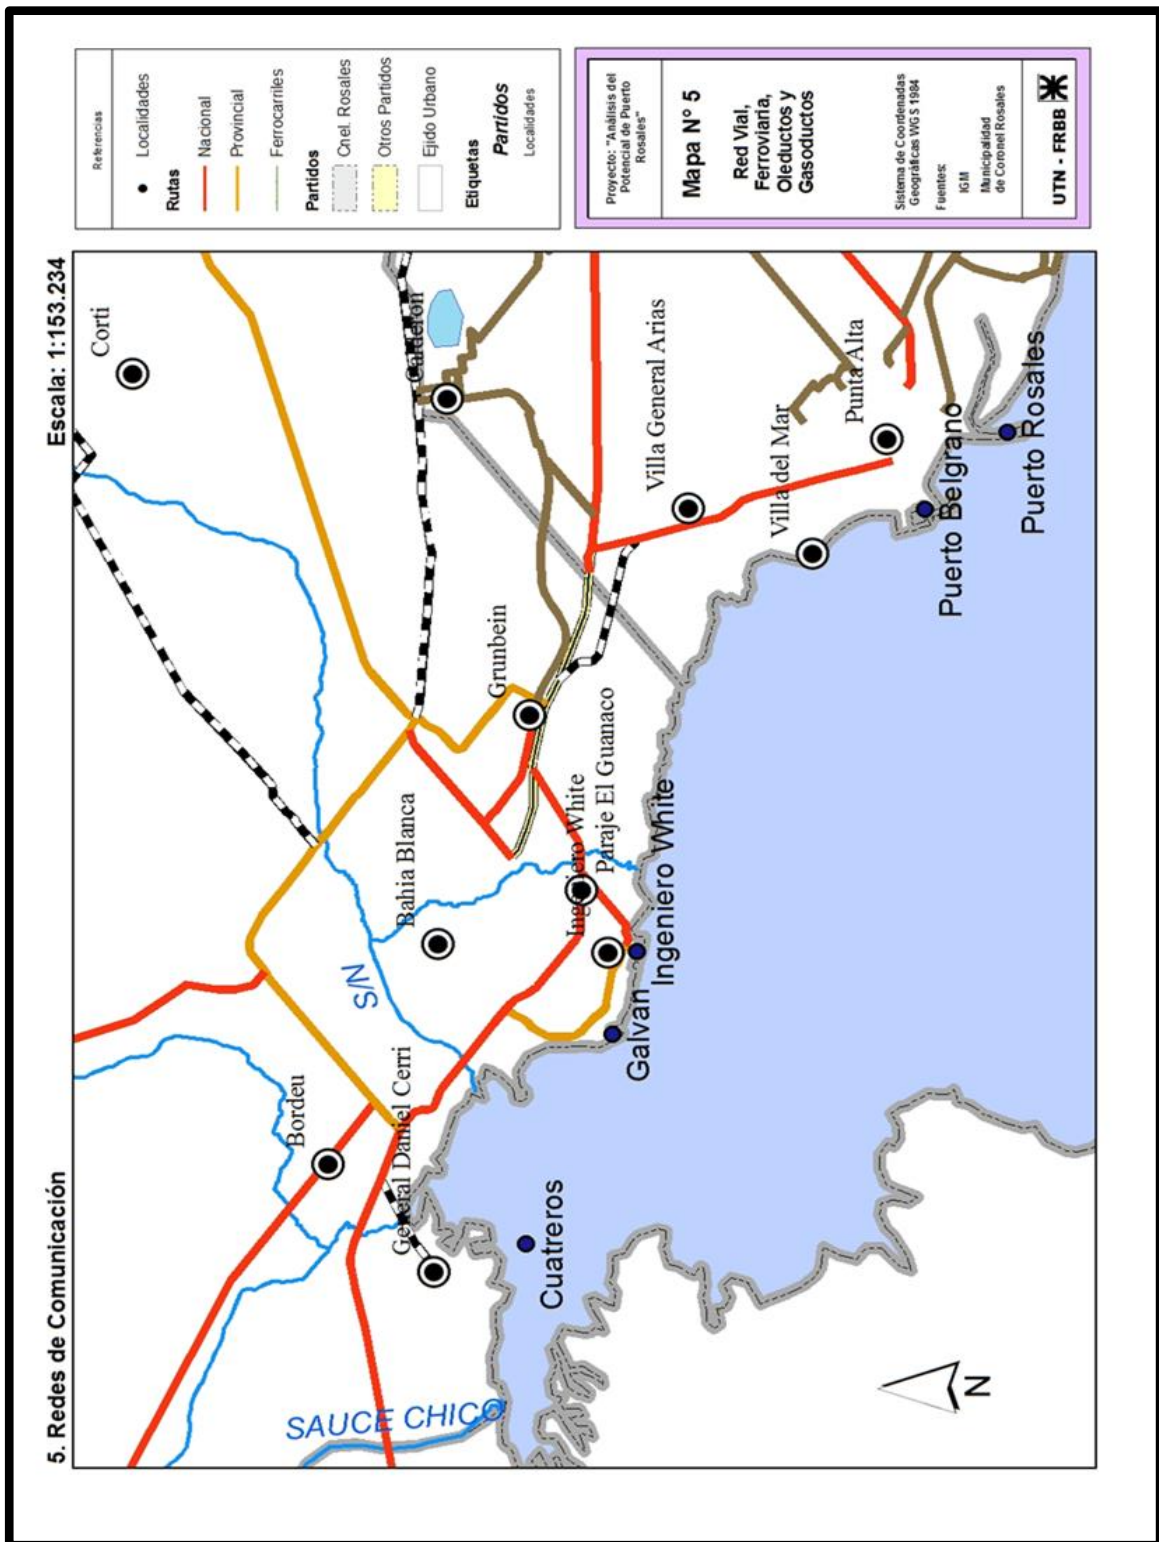 5. Redes de Comunicación
Escala: 1:153.234
Corti
Calderon
Bordeu
Bahia Blanca
Grunbein
S/N
General Daniel Cerri
Villa General Arias
Ingeniero White
Paraje El Guanaco
Villa del Mar
Punta Alta
SAUCE CHICO
Cuatreros
Galvan
Ingeniero White
Puerto Belgrano
Puerto Rosales
N
Referencias
Localidades
Rutas
Nacional
Provincial
Ferrocarriles
Partidos
Cnel. Rosales
Otros Partidos
Ejido Urbano
Etiquetas
Partidos
Localidades
Proyecto: "Análisis del
Potencial de Puerto
Rosales"
Mapa N° 5
Red Vial,
Ferroviaria,
Oleductos y
Gasoductos
Sistema de Coordenadas
Geográficas WGS 1984
Fuentes:
IGM
Municipalidad
de Coronel Rosales
UTN - FRBB